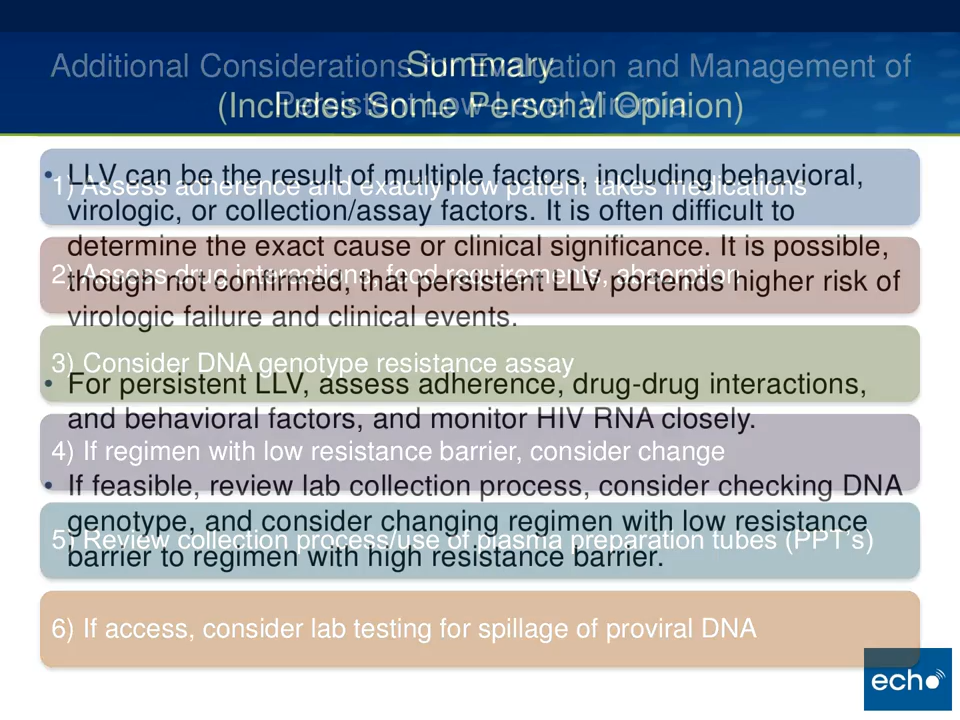 Additional Considerations for Evaluation and Management of
Persistent Low-Level Viremia
Summary
(Includes Some Personal Opinion)
1) Assess adherence and exactly how patient takes medications
2) Assess drug interactions, food requirements, absorption
3) Consider DNA genotype resistance assay
4) If regimen with low resistance barrier, consider change
5) Review collection process/use of plasma preparation tubes (PPT's)
6) If access, consider lab testing for spillage of proviral DNA
• LLV can be the result of multiple factors, including behavioral,
virologic, or collection/assay factors. It is often difficult to
determine the exact cause or clinical significance. It is possible,
though not confirmed, that persistent LLV portends higher risk of
virologic failure and clinical events.
• For persistent LLV, assess adherence, drug-drug interactions,
and behavioral factors, and monitor HIV RNA closely.
• If feasible, review lab collection process, consider checking DNA
genotype, and consider changing regimen with low resistance
barrier to regimen with high resistance barrier.
echo